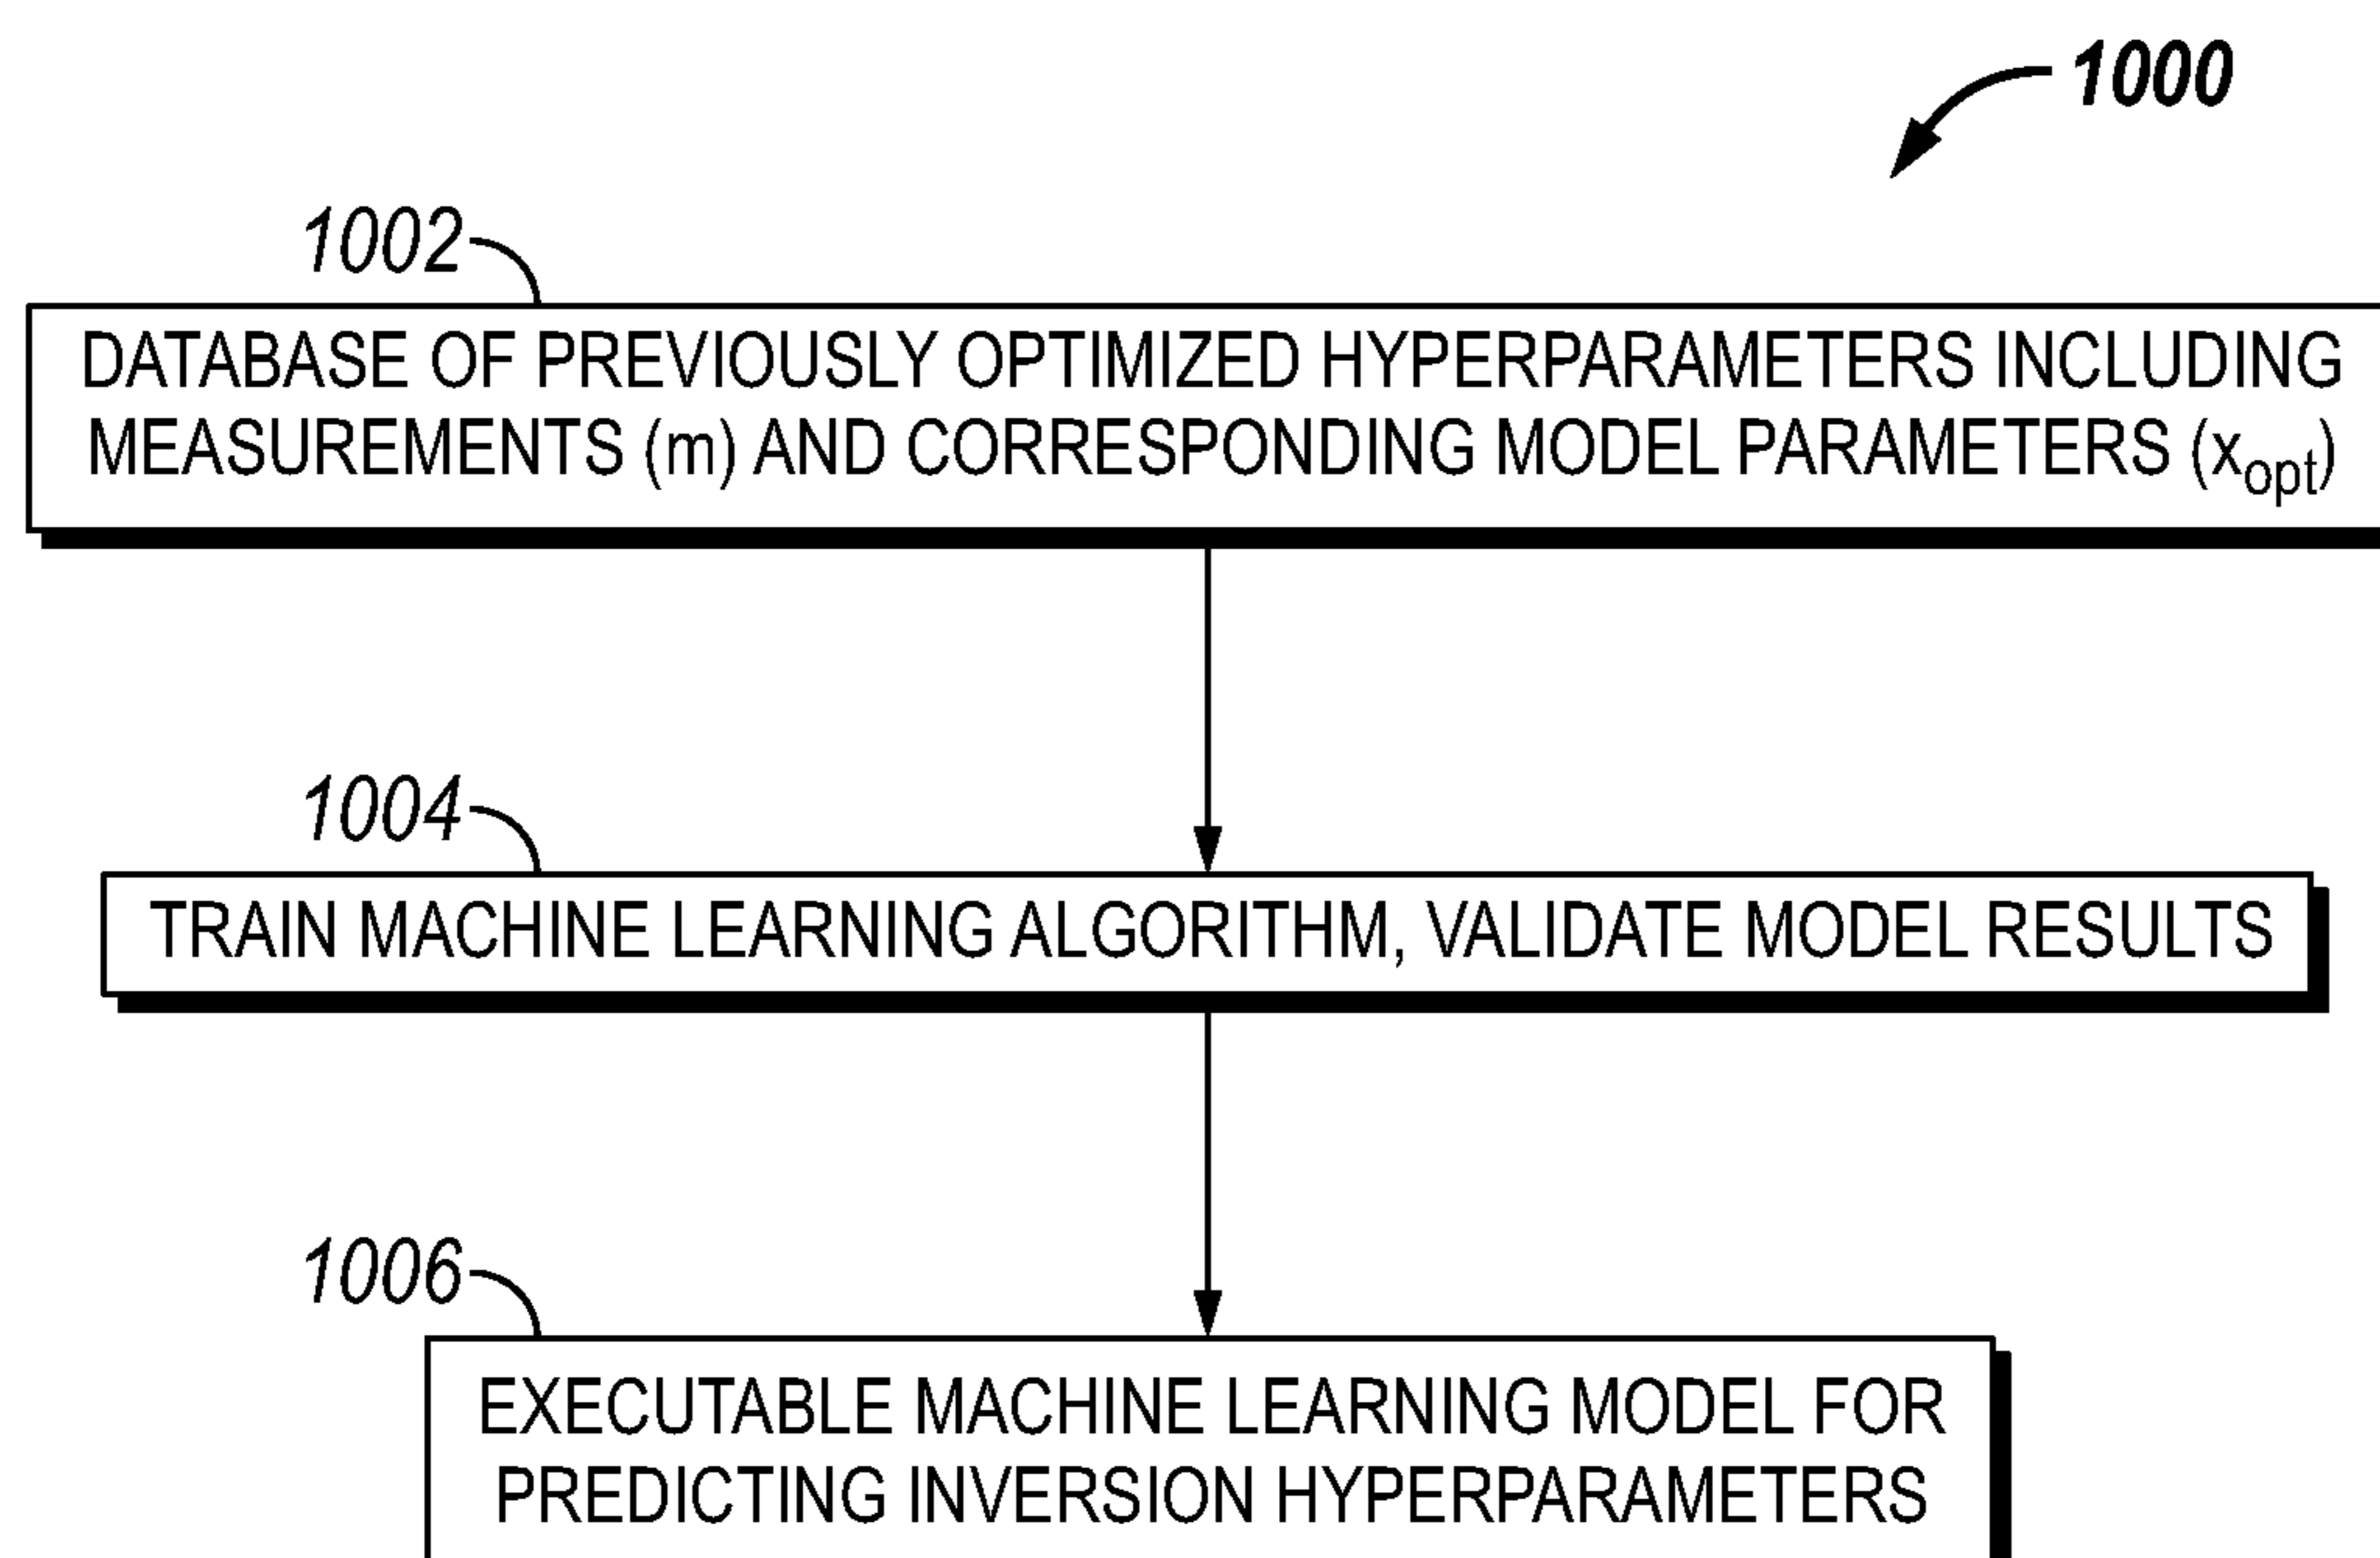 1000
1002
DATABASE OF PREVIOUSLY OPTIMIZED HYPERPARAMETERS INCLUDING
MEASUREMENTS (m) AND CORRESPONDING MODEL PARAMETERS (xopt)
1004
TRAIN MACHINE LEARNING ALGORITHM, VALIDATE MODEL RESULTS
1006
EXECUTABLE MACHINE LEARNING MODEL FOR
PREDICTING INVERSION HYPERPARAMETERS